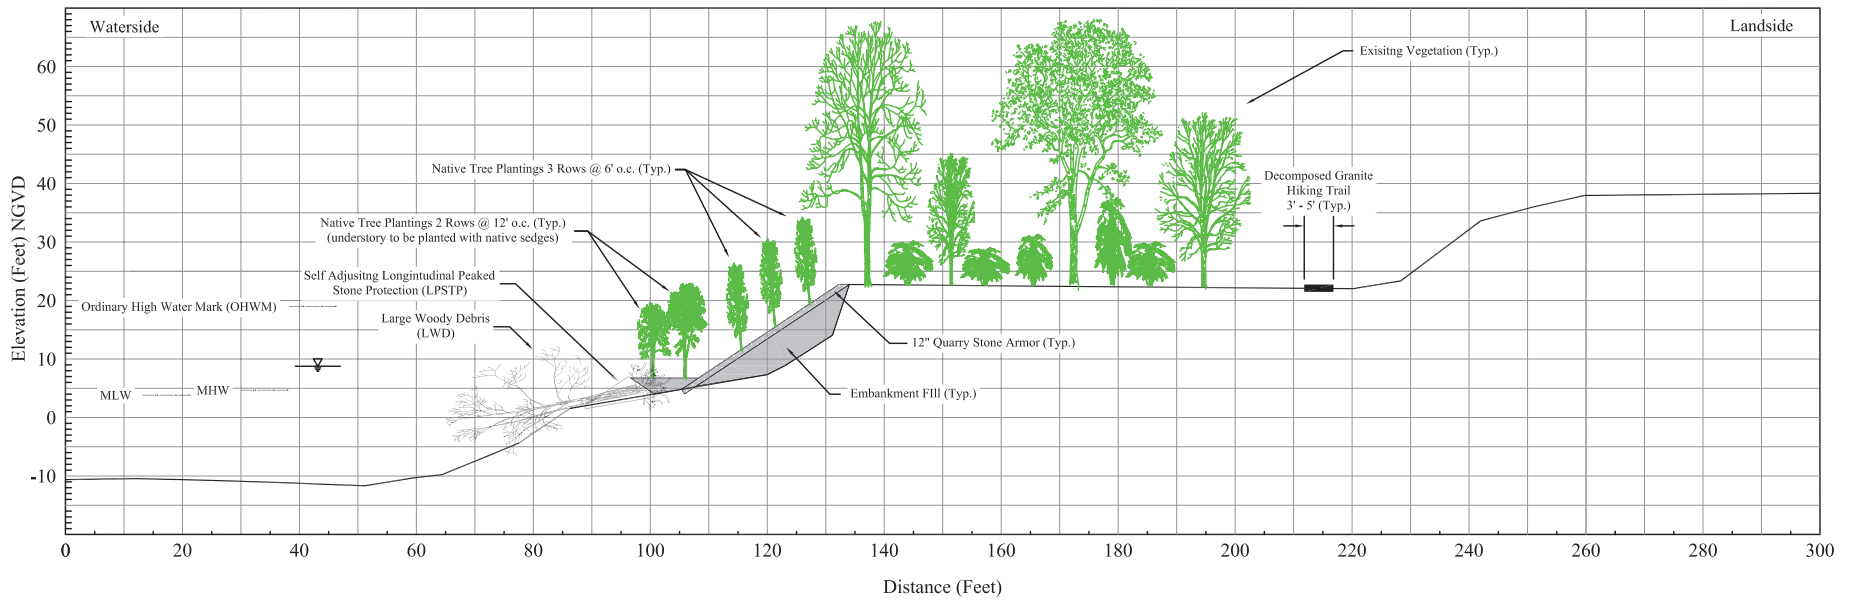 Waterside
Landside
Exisitng Vegetation (Typ.)
Native Tree Plantings 3 Rows @ 6' o.c. (Typ.)
Decomposed Granite
Hiking Trail
3' - 5' (Typ.)
Native Tree Plantings 2 Rows @ 12' o.c. (Typ.)
(understory to be planted with native sedges)
Self Adjusitng Longintudinal Peaked
Stone Protection (LPSTP)
Ordinary High Water Mark (OHWM)
Large Woody Debris
(LWD)
12" Quarry Stone Armor (Typ.)
Embankment FIll (Typ.)
MLW
MHW
Elevation (Feet) NGVD
60
50
40
30
20
10
0
-10
0 20 40 60 80 100 120 140 160 180 200 220 240 260 280 300
Distance (Feet)